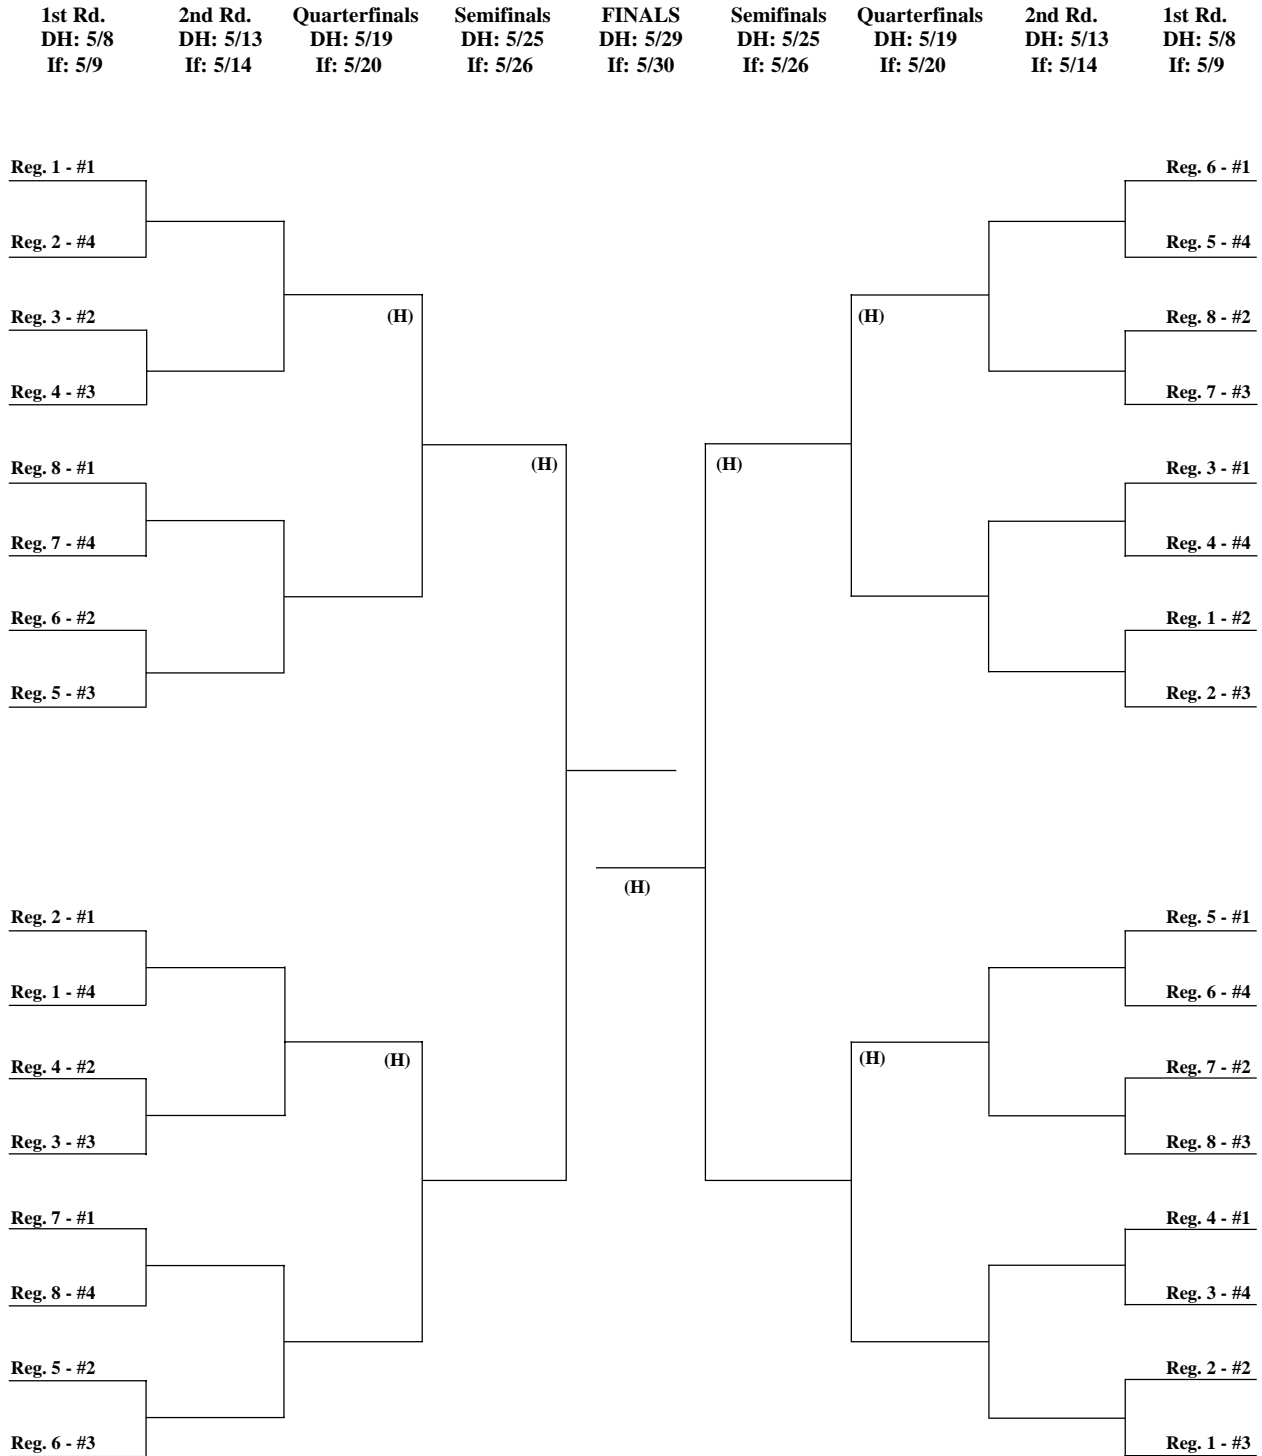 1st Rd. 2nd Rd. Quarterfinals Semifinals FINALS Semifinals Quarterfinals 2nd Rd. 1st Rd.
DH: 5/8 DH: 5/13 DH: 5/19 DH: 5/25 DH: 5/29 DH: 5/25 DH: 5/19 DH: 5/13 DH: 5/8
If: 5/9 If: 5/14 If: 5/20 If: 5/26 If: 5/30 If: 5/26 If: 5/20 If: 5/14 If: 5/9
Reg. 1 - #1 Reg. 6 - #1
Reg. 2 - #4 Reg. 5 - #4
Reg. 3 - #2 (H) (H) Reg. 8 - #2
Reg. 4 - #3 Reg. 7 - #3
Reg. 8 - #1 (H) (H) Reg. 3 - #1
Reg. 7 - #4 Reg. 4 - #4
Reg. 6 - #2 Reg. 1 - #2
Reg. 5 - #3 Reg. 2 - #3
(H)
Reg. 2 - #1 Reg. 5 - #1
Reg. 1 - #4 Reg. 6 - #4
Reg. 4 - #2 (H) (H) Reg. 7 - #2
Reg. 3 - #3 Reg. 8 - #3
Reg. 7 - #1 Reg. 4 - #1
Reg. 8 - #4 Reg. 3 - #4
Reg. 5 - #2 Reg. 2 - #2
Reg. 6 - #3 Reg. 1 - #3